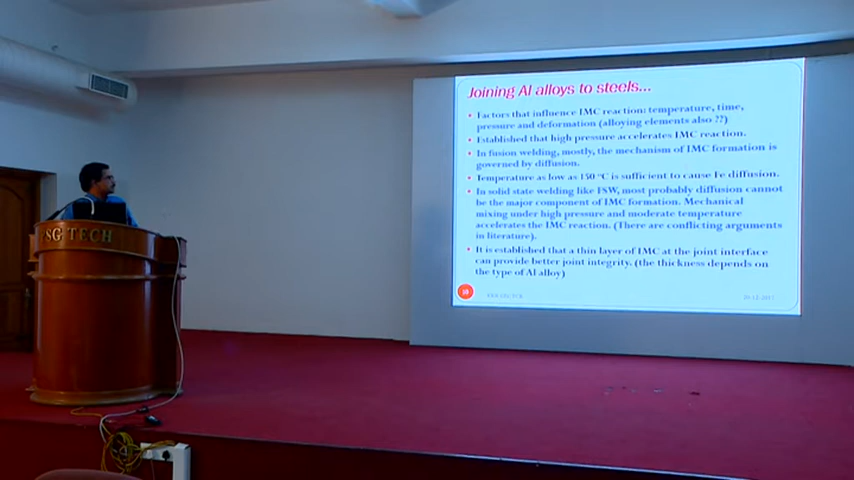 Joining Al alloys to steels...
• Factors that influence IMC reaction: temperature, time,
pressure and deformation (alloying elements also ??)
• Established that high pressure accelerates IMC reaction.
• In fusion welding, mostly, the mechanism of IMC formation is
governed by diffusion.
• Temperature as low as 150 °C is sufficient to cause Fe diffusion.
• In solid state welding like FSW, most probably diffusion cannot
be the major component of IMC formation. Mechanical
mixing under high pressure and moderate temperature
accelerates the IMC reaction. (There are conflicting arguments
in literature).
• It is established that a thin layer of IMC at the joint interface
can provide better joint integrity. (the thickness depends on
the type of Al alloy)
SG TECH